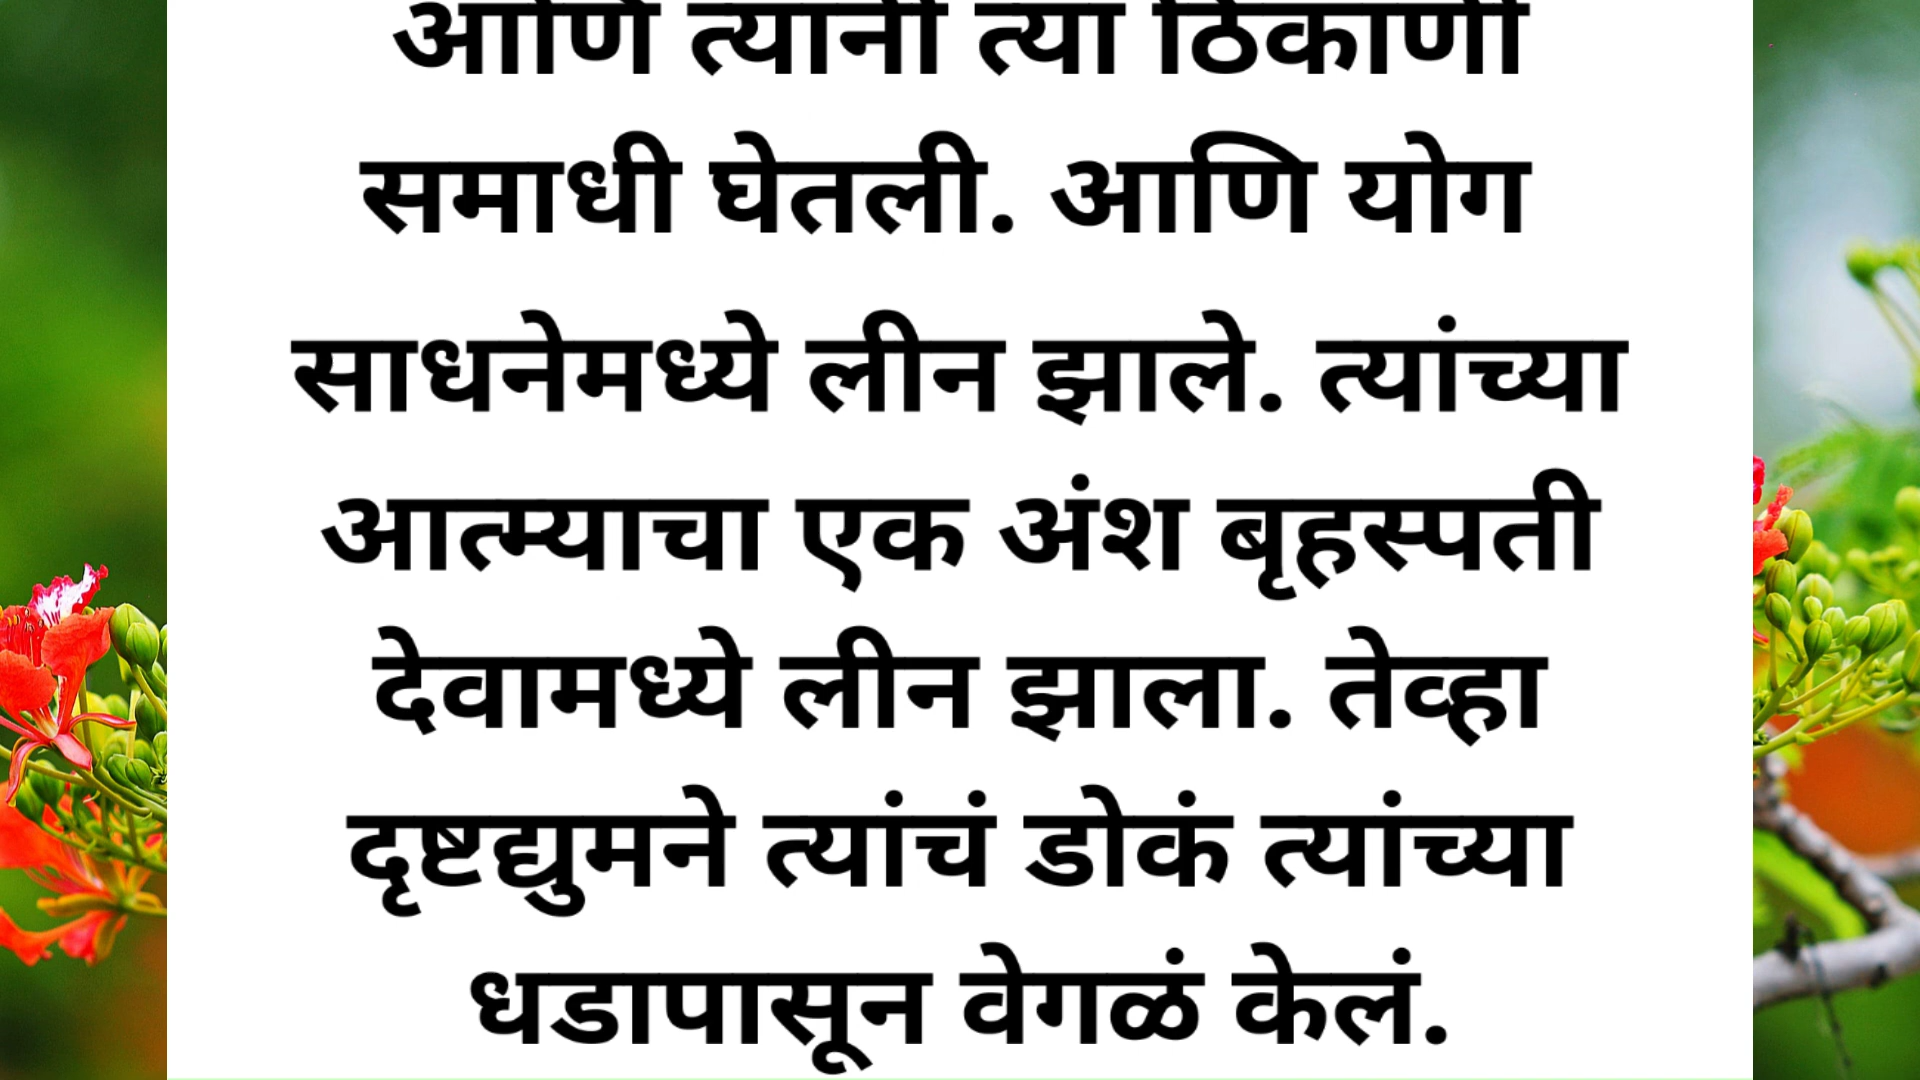 आणि त्यांनी त्या ठिकाणी
समाधी घेतली. आणि योग
साधनेमध्ये लीन झाले. त्यांच्या
आत्म्याचा एक अंश बृहस्पती
देवामध्ये लीन झाला. तेव्हा
दृष्टद्युमने त्यांचं डोकं त्यांच्या
धडापासून वेगळं केलं.